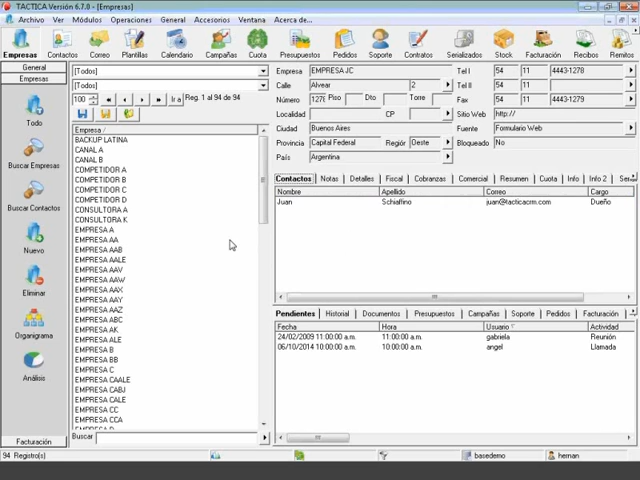 TACTICA Versión 6.7.0 - [Empresas]
Archivo Ver Módulos Operaciones General Accesorios Ventana Acerca de...
Empresas Contactos Correo Plantillas Calendario Campañas Cuota Presupuestos Pedidos Soporte Contratos Serializados Stock Facturación Recibos Remitos
General
Empresas
Todo
Buscar Empresas
Buscar Contactos
Nuevo
Eliminar
Organigrama
Análisis
Facturación
[Todos]
[Todos]
100 Ir a Reg. 1 al 94 de 94
Empresa /
BACKUP LATINA
CANAL A
CANAL B
COMPETIDOR A
COMPETIDOR B
COMPETIDOR C
COMPETIDOR D
CONSULTORA A
CONSULTORA K
EMPRESA A
EMPRESA AA
EMPRESA AAB
EMPRESA AALE
EMPRESA AAV
EMPRESA AAW
EMPRESA AAX
EMPRESA AAY
EMPRESA AAZ
EMPRESA ABC
EMPRESA AK
EMPRESA ALE
EMPRESA B
EMPRESA BB
EMPRESA C
EMPRESA CAALE
EMPRESA CABJ
EMPRESA CALE
EMPRESA CC
EMPRESA CCA
EMPRESA D
Buscar
Empresa EMPRESA JC
Calle Alvear 2
Número 127 Piso Dto Torre
Localidad CP
Ciudad Buenos Aires
Provincia Capital Federal Región Oeste
País Argentina
Tel I 54 11 4443-1278
Tel II 54 11
Fax 54 11 4443-1279
Sitio Web http://
Fuente Formulario Web
Bloqueado No
Contactos Notas Detalles Fiscal Cobranzas Comercial Resumen Cuota Info Info 2 Ser
Nombre Apellido Correo Cargo
Juan Schiaffino juan@tacticacrm.com Dueño
Pendientes Historial Documentos Presupuestos Campañas Soporte Pedidos Facturación
Fecha Hora Usuario Actividad
24/02/2009 11:00:00 a.m. 11:00:00 a.m. gabriela Reunión
06/10/2014 10:00:00 a.m. 10:00:00 a.m. angel Llamada
94 Registro(s) basedemo hernan